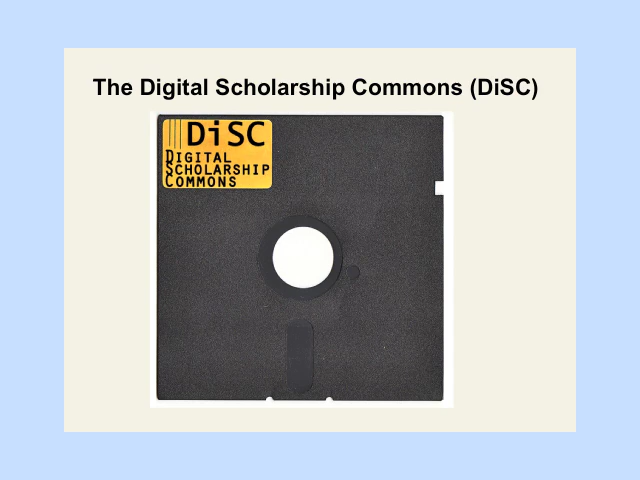 The Digital Scholarship Commons (DiSC)
DiSC
DIGITAL
SCHOLARSHIP
COMMONS